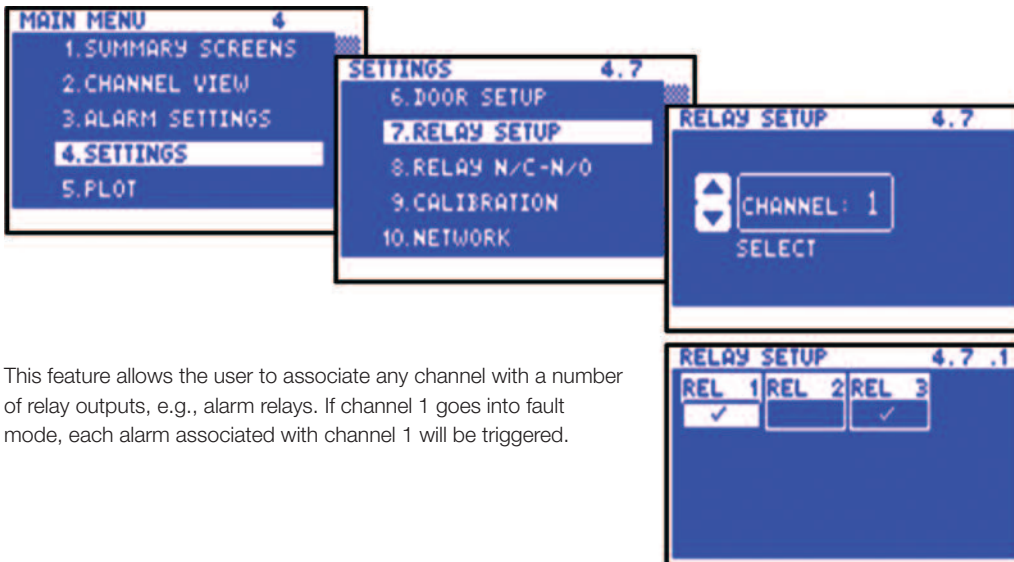 MAIN MENU 4
1.SUMMARY SCREENS
2.CHANNEL VIEW
3.ALARM SETTINGS
4.SETTINGS
5.PLOT
SETTINGS 4.7
6.DOOR SETUP
7.RELAY SETUP
8.RELAY N/C-N/O
9.CALIBRATION
10.NETWORK
RELAY SETUP 4.7
CHANNEL: 1
SELECT
This feature allows the user to associate any channel with a number
of relay outputs, e.g., alarm relays. If channel 1 goes into fault
mode, each alarm associated with channel 1 will be triggered.
RELAY SETUP 4.7 .1
REL 1 REL 2 REL 3